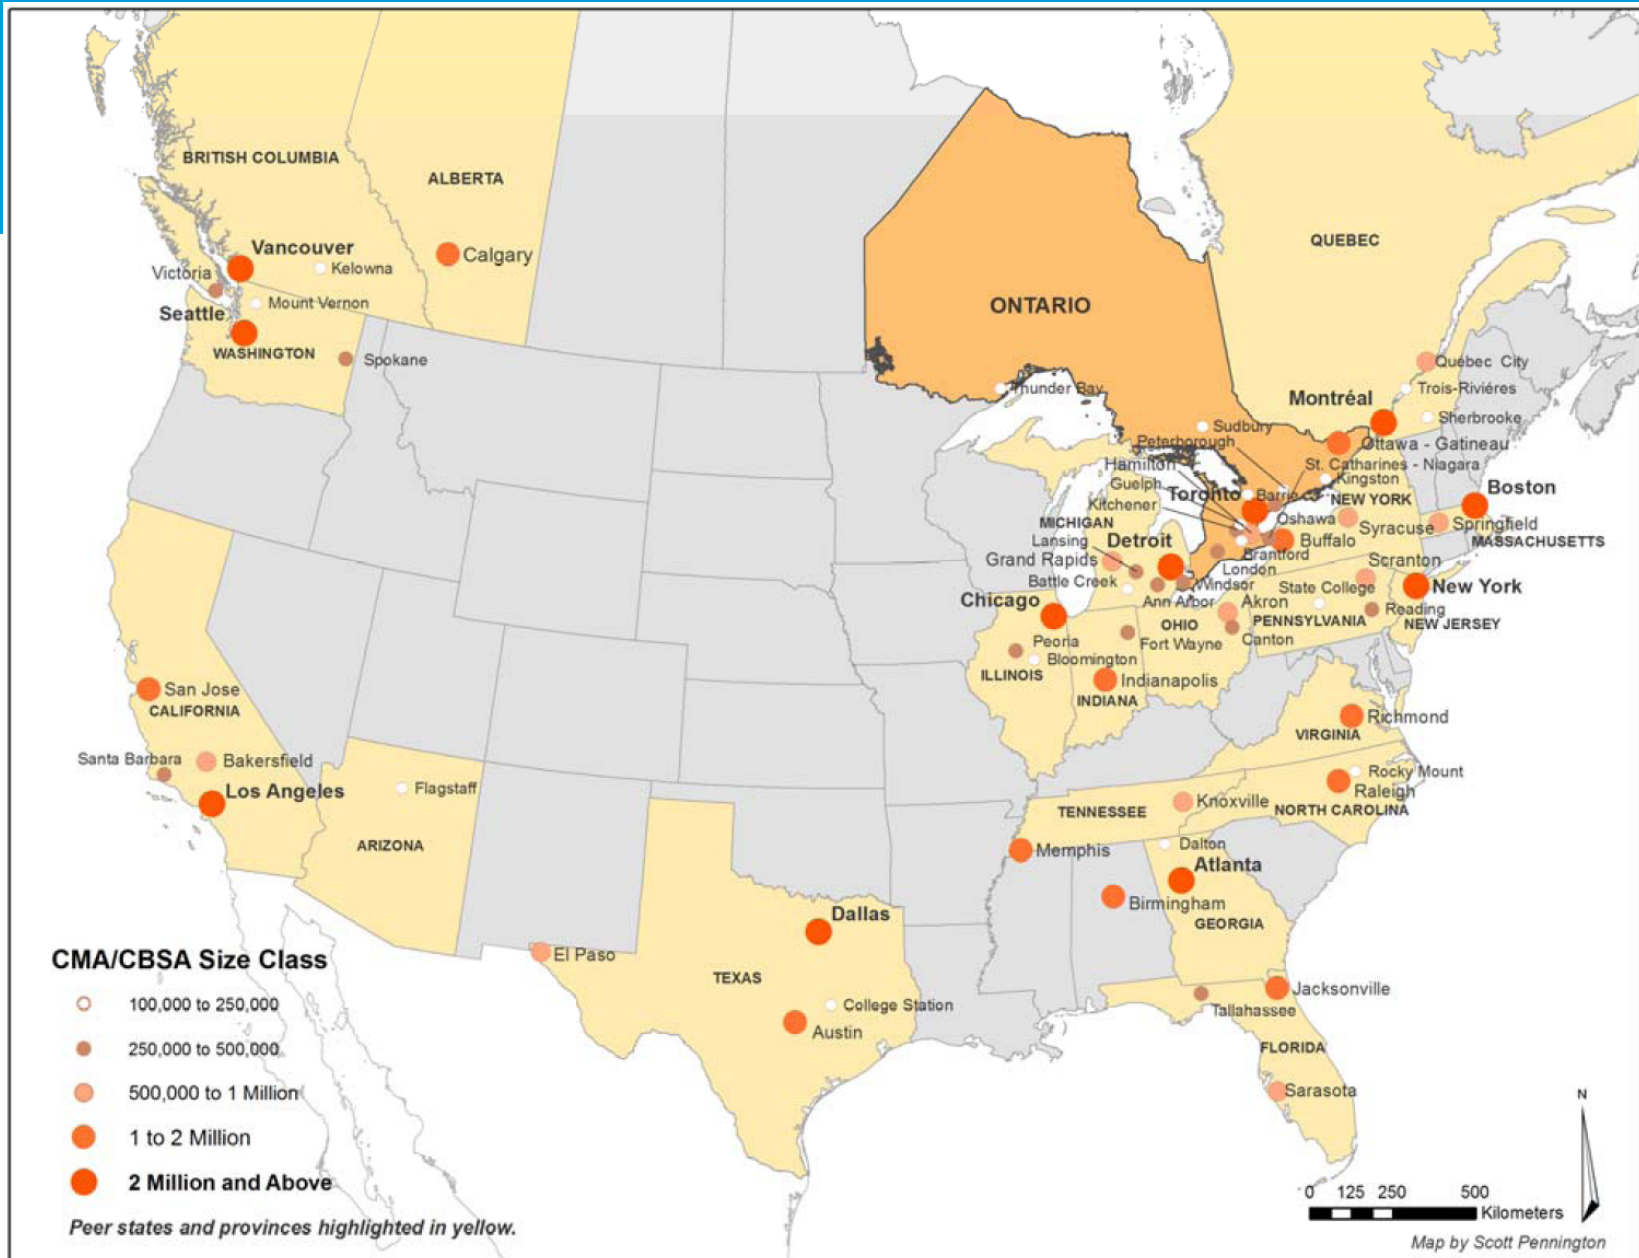 BRITISH COLUMBIA
ALBERTA
QUEBEC
Vancouver
Kelowna
Calgary
Victoria
Mount Vernon
Seattle
WASHINGTON
Spokane
ONTARIO
Thunder Bay
Québec City
Trois-Riviéres
Montréal
Sherbrooke
Sudbury
Peterborough
Ottawa - Gatineau
Hamilton
St. Catharines - Niagara
Guelph
Kingston
Toronto
Barrie
NEW YORK
Boston
Kitchener
MICHIGAN
Oshawa
Syracuse
Springfield
Lansing
Detroit
Buffalo
MASSACHUSETTS
Grand Rapids
Brantford
Scranton
London
Battle Creek
Windsor
State College
New York
Chicago
Ann Arbor
Akron
Reading
OHIO
PENNSYLVANIA
NEW JERSEY
Peoria
Fort Wayne
Canton
Bloomington
ILLINOIS
Indianapolis
INDIANA
San Jose
CALIFORNIA
Richmond
VIRGINIA
Santa Barbara
Bakersfield
Los Angeles
Flagstaff
Rocky Mount
Raleigh
Knoxville
TENNESSEE
NORTH CAROLINA
ARIZONA
Memphis
Dalton
Atlanta
Birmingham
GEORGIA
Dallas
El Paso
TEXAS
College Station
Austin
Jacksonville
Tallahassee
FLORIDA
Sarasota
CMA/CBSA Size Class
100,000 to 250,000
250,000 to 500,000
500,000 to 1 Million
1 to 2 Million
2 Million and Above
Peer states and provinces highlighted in yellow.
N
0 125 250 500
Kilometers
Map by Scott Pennington